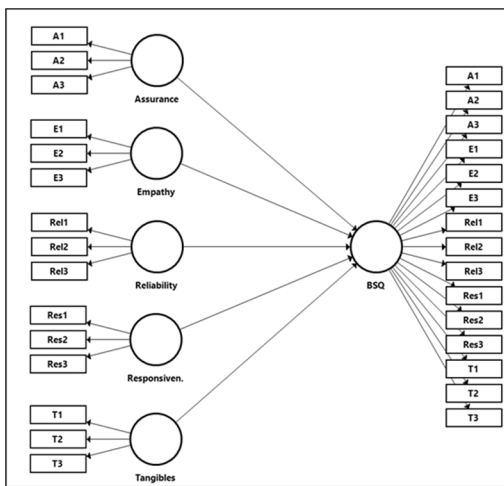 A1
A2
A3
Assurance
E1
E2
E3
Empathy
Rel1
Rel2
Rel3
Reliability
Res1
Res2
Res3
Responsiven.
T1
T2
T3
Tangibles
BSQ
A1
A2
A3
E1
E2
E3
Rel1
Rel2
Rel3
Res1
Res2
Res3
T1
T2
T3